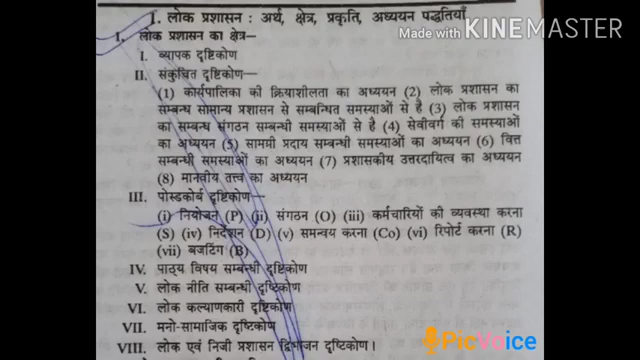 I. लोक प्रशासन : अर्थ, क्षेत्र, प्रकृति, अध्ययन पद्धतियाँ
Made with KINEMASTER
I. लोक प्रशासन का क्षेत्र—
I. व्यापक दृष्टिकोण
II. संकुचित दृष्टिकोण—
(1) कार्सपालिका की क्रियाशीलता का अध्ययन (2) लोक प्रशासन का
सम्बन्ध सामान्य प्रशासन से सम्बन्धित समस्याओं से है (3) लोक प्रशासन
का सम्बन्ध संगठन सम्बन्धी समस्याओं से है (4) सेवीवर्ग की समस्याओं
का अध्ययन (5) सामग्री प्रदाय सम्बन्धी समस्याओं का अध्ययन (6) वित्त
सम्बन्धी समस्याओं का अध्ययन (7) प्रशासकीय उत्तरदायित्व का अध्ययन
(8) मानवीय तत्त्व का अध्ययन
III. पोस्डकोर्ब दृष्टिकोण—
(i) नियोजन (P) (ii) संगठन (O) (iii) कर्मचारियों की व्यवस्था करना
(S) (iv) निर्देशन (D) (v) समन्वय करना (Co) (vi) रिपोर्ट करना (R)
(vii) बजटिंग (B)
IV. पाठ्य विषय सम्बन्धी दृष्टिकोण
V. लोक नीति सम्बन्धी दृष्टिकोण
VI. लोक कल्याणकारी दृष्टिकोण
VII. मनो-सामाजिक दृष्टिकोण
VIII. लोक एवं निजी प्रशासन द्विभाजन दृष्टिकोण।
PicVoice